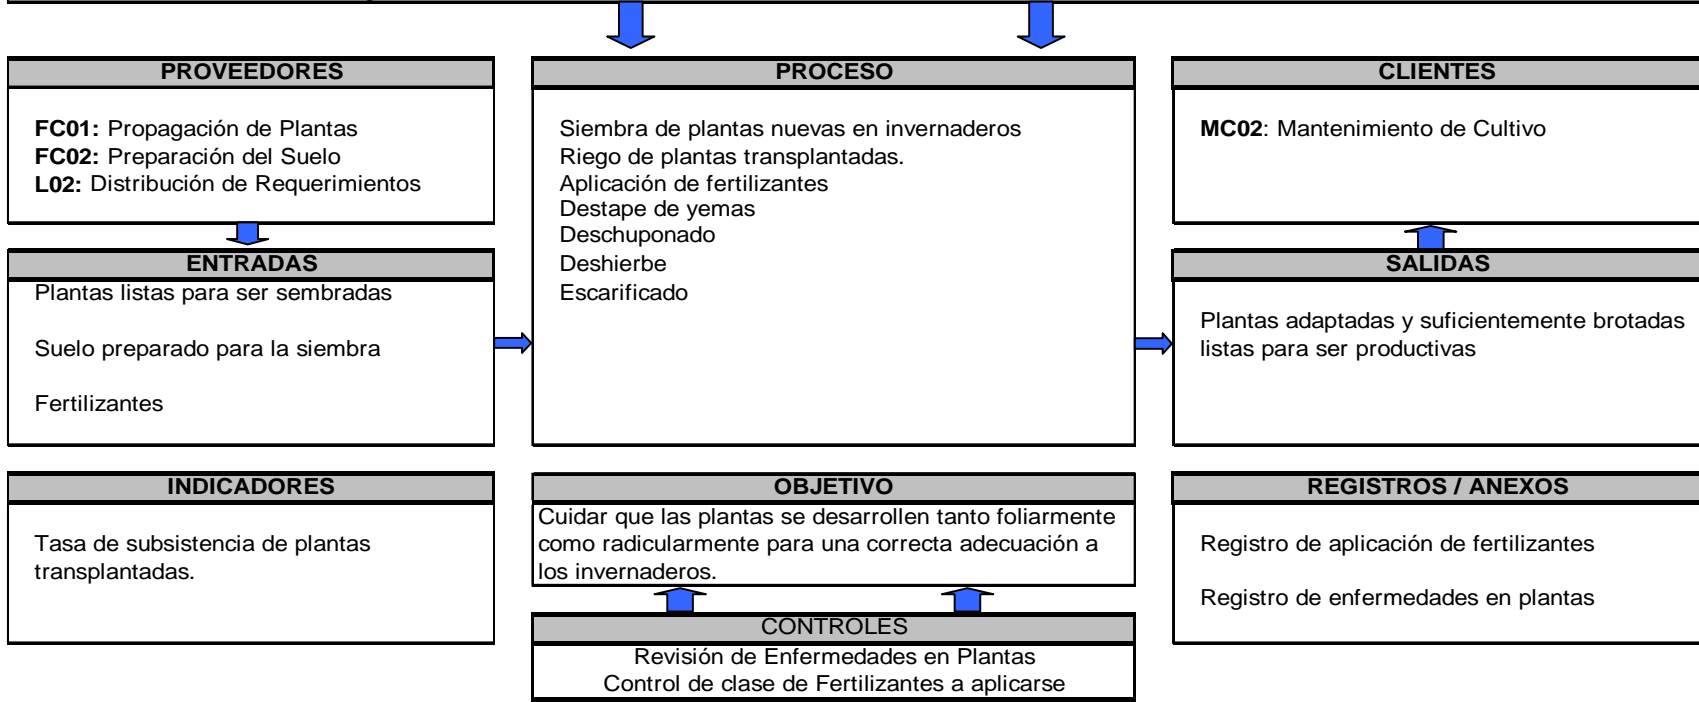 PROVEEDORES
FC01: Propagación de Plantas
FC02: Preparación del Suelo
L02: Distribución de Requerimientos
ENTRADAS
Plantas listas para ser sembradas
Suelo preparado para la siembra
Fertilizantes
PROCESO
Siembra de plantas nuevas en invernaderos
Riego de plantas transplantadas.
Aplicación de fertilizantes
Destape de yemas
Deschuponado
Deshierbe
Escarificado
CLIENTES
MC02: Mantenimiento de Cultivo
SALIDAS
Plantas adaptadas y suficientemente brotadas
listas para ser productivas
INDICADORES
Tasa de subsistencia de plantas
transplantadas.
OBJETIVO
Cuidar que las plantas se desarrollen tanto foliarmente
como radicularmente para una correcta adecuación a
los invernaderos.
CONTROLES
Revisión de Enfermedades en Plantas
Control de clase de Fertilizantes a aplicarse
REGISTROS / ANEXOS
Registro de aplicación de fertilizantes
Registro de enfermedades en plantas